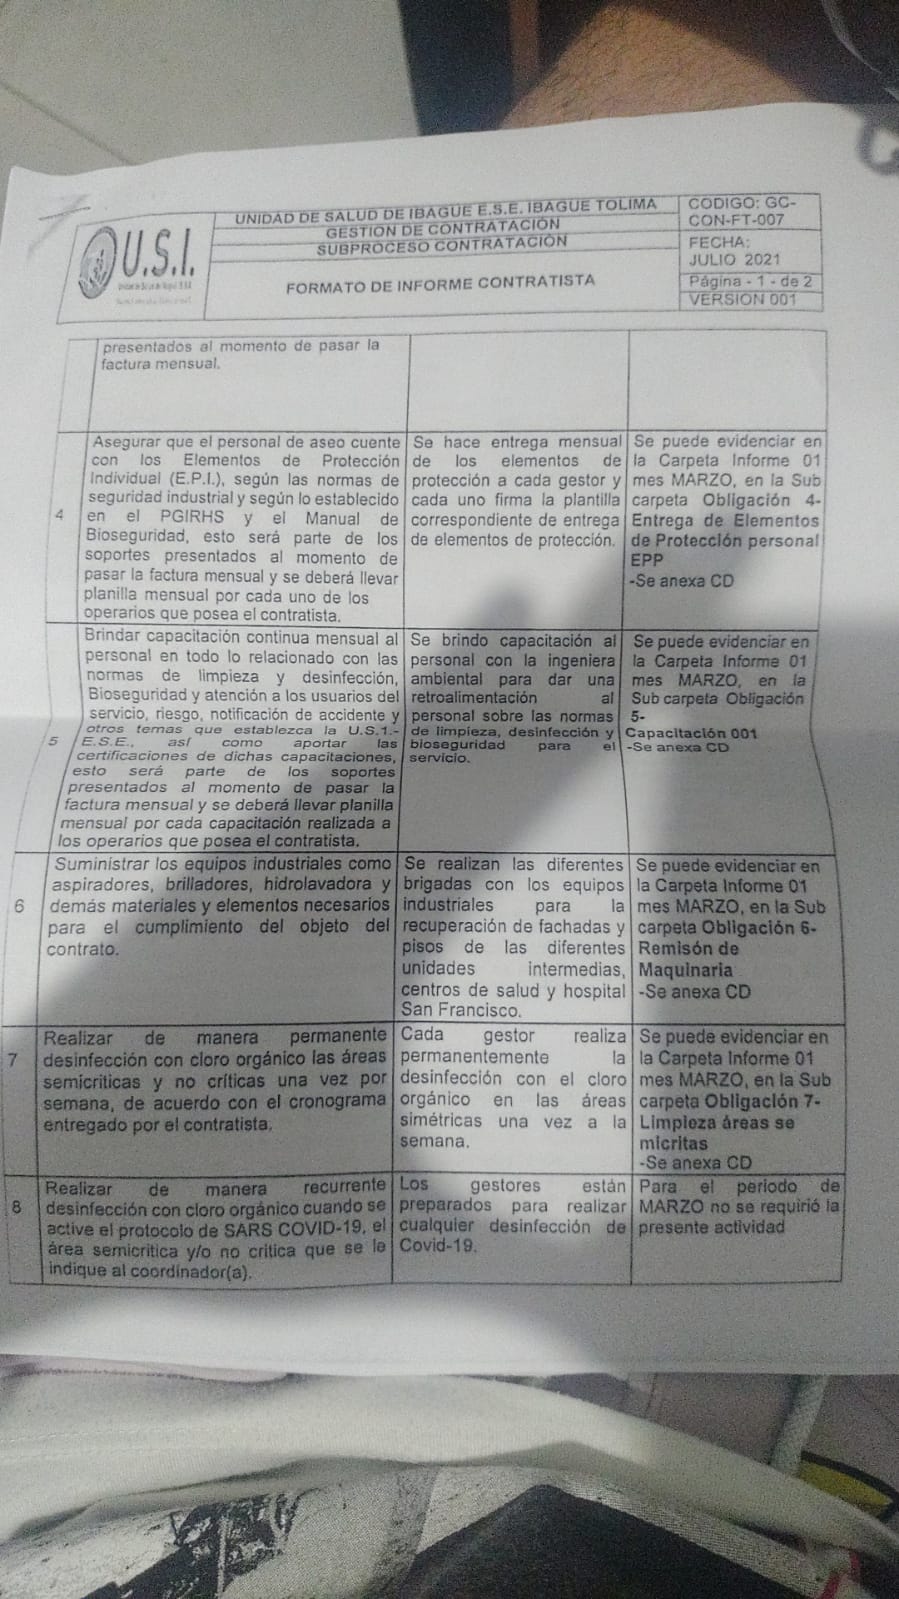 U.S.I.
UNIDAD DE SALUD DE IBAGUE E.S.E. IBAGUE TOLIMA
GESTION DE CONTRATACIÓN
SUBPROCESO CONTRATACIÓN
FORMATO DE INFORME CONTRATISTA
CODIGO: GC-
CON-FT-007
FECHA:
JULIO 2021
Página - 1 - de 2
VERSION 001
presentados al momento de pasar la
factura mensual.
4
Asegurar que el personal de aseo cuente
con los Elementos de Protección
Individual (E.P.I.), según las normas de
seguridad industrial y según lo establecido
en el PGIRHS y el Manual de
Bioseguridad, esto será parte de los
soportes presentados al momento de
pasar la factura mensual y se deberá llevar
planilla mensual por cada uno de los
operarios que posea el contratista.
Se hace entrega mensual
de los elementos de
protección a cada gestor y
cada uno firma la plantilla
correspondiente de entrega
de elementos de protección.
Se puede evidenciar en
la Carpeta Informe 01
mes MARZO, en la Sub
carpeta Obligación 4-
Entrega de Elementos
de Protección personal
EPP
-Se anexa CD
5
Brindar capacitación continua mensual al
personal en todo lo relacionado con las
normas de limpieza y desinfección,
Bioseguridad y atención a los usuarios del
servicio, riesgo, notificación de accidente y
otros temas que establezca la U.S.1.-
E.S.E., así como aportar las
certificaciones de dichas capacitaciones,
esto será parte de los soportes
presentados al momento de pasar la
factura mensual y se deberá llevar planilla
mensual por cada capacitación realizada a
los operarios que posea el contratista.
Se brindo capacitación al
personal con la ingeniera
ambiental para dar una
retroalimentación al
personal sobre las normas
de limpieza, desinfección y
bioseguridad para el
servicio.
Se puede evidenciar en
la Carpeta Informe 01
mes MARZO, en la
Sub carpeta Obligación
5-
Capacitación 001
-Se anexa CD
6
Suministrar los equipos industriales como
aspiradores, brilladores, hidrolavadora y
demás materiales y elementos necesarios
para el cumplimiento del objeto del
contrato.
Se realizan las diferentes
brigadas con los equipos
industriales para la
recuperación de fachadas y
pisos de las diferentes
unidades intermedias,
centros de salud y hospital
San Francisco.
Se puede evidenciar en
la Carpeta Informe 01
mes MARZO, en la Sub
carpeta Obligación 6-
Remisón de
Maquinaria
-Se anexa CD
7
Realizar de manera permanente
desinfección con cloro orgánico las áreas
semicriticas y no críticas una vez por
semana, de acuerdo con el cronograma
entregado por el contratista.
Cada gestor realiza
permanentemente la
desinfección con el cloro
orgánico en las áreas
simétricas una vez a la
semana.
Se puede evidenciar en
la Carpeta Informe 01
mes MARZO, en la Sub
carpeta Obligación 7-
Limpieza áreas se
micritas
-Se anexa CD
8
Realizar de manera recurrente
desinfección con cloro orgánico cuando se
active el protocolo de SARS COVID-19, el
área semicritica y/o no critica que se le
indique al coordinador(a).
Los gestores están
preparados para realizar
cualquier desinfección de
Covid-19.
Para el periodo de
MARZO no se requirió la
presente actividad